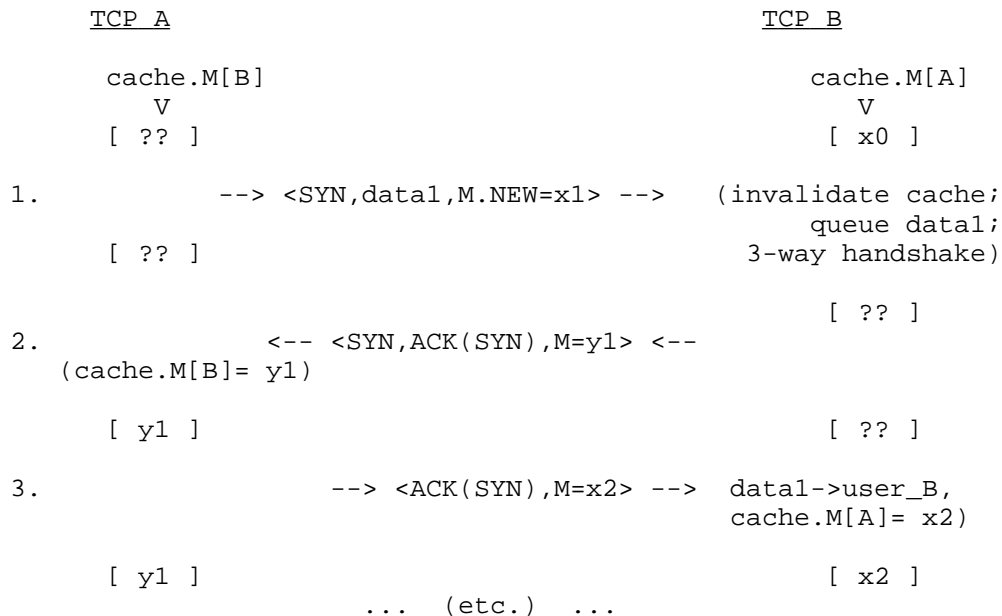 TCP A TCP B
cache.M[B] cache.M[A]
V V
[ ?? ] [ x0 ]
1. --> <SYN,data1,M.NEW=x1> --> (invalidate cache;
queue data1;
[ ?? ] 3-way handshake)
[ ?? ]
2. <-- <SYN,ACK(SYN),M=y1> <--
(cache.M[B]= y1)
[ y1 ] [ ?? ]
3. --> <ACK(SYN),M=x2> --> data1->user_B,
cache.M[A]= x2)
[ y1 ] [ x2 ]
... (etc.) ...